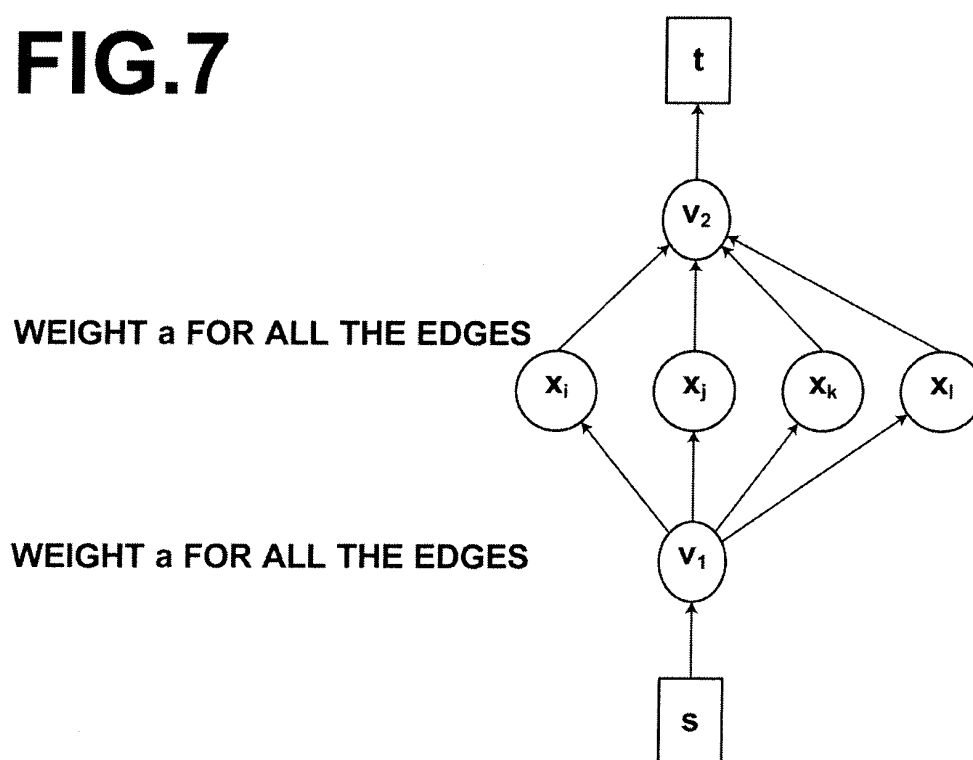 FIG.7
t
v₂
WEIGHT a FOR ALL THE EDGES
xᵢ xⱼ xₖ xₗ
WEIGHT a FOR ALL THE EDGES
v₁
s